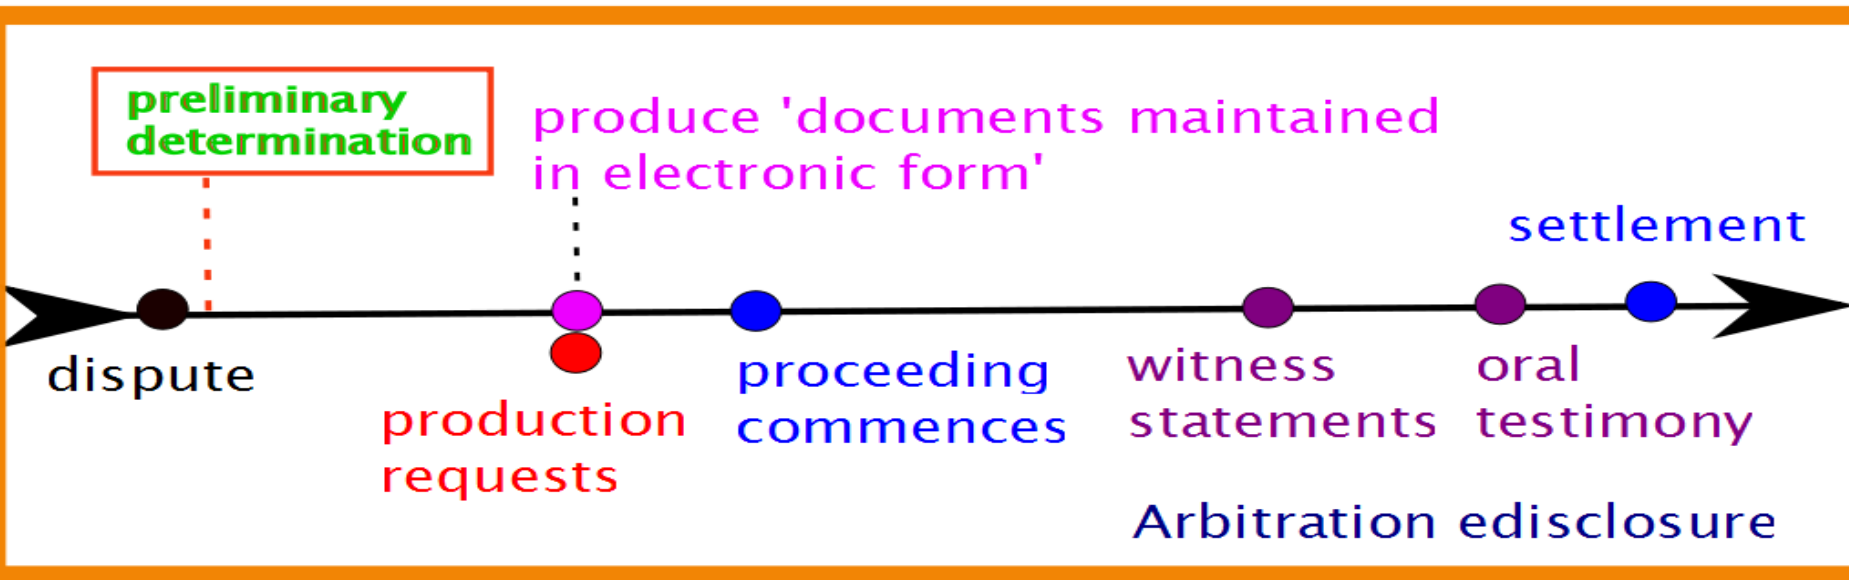 preliminary
determination
produce 'documents maintained
in electronic form'
settlement
dispute
production
requests
proceeding
commences
witness
statements
oral
testimony
Arbitration edisclosure